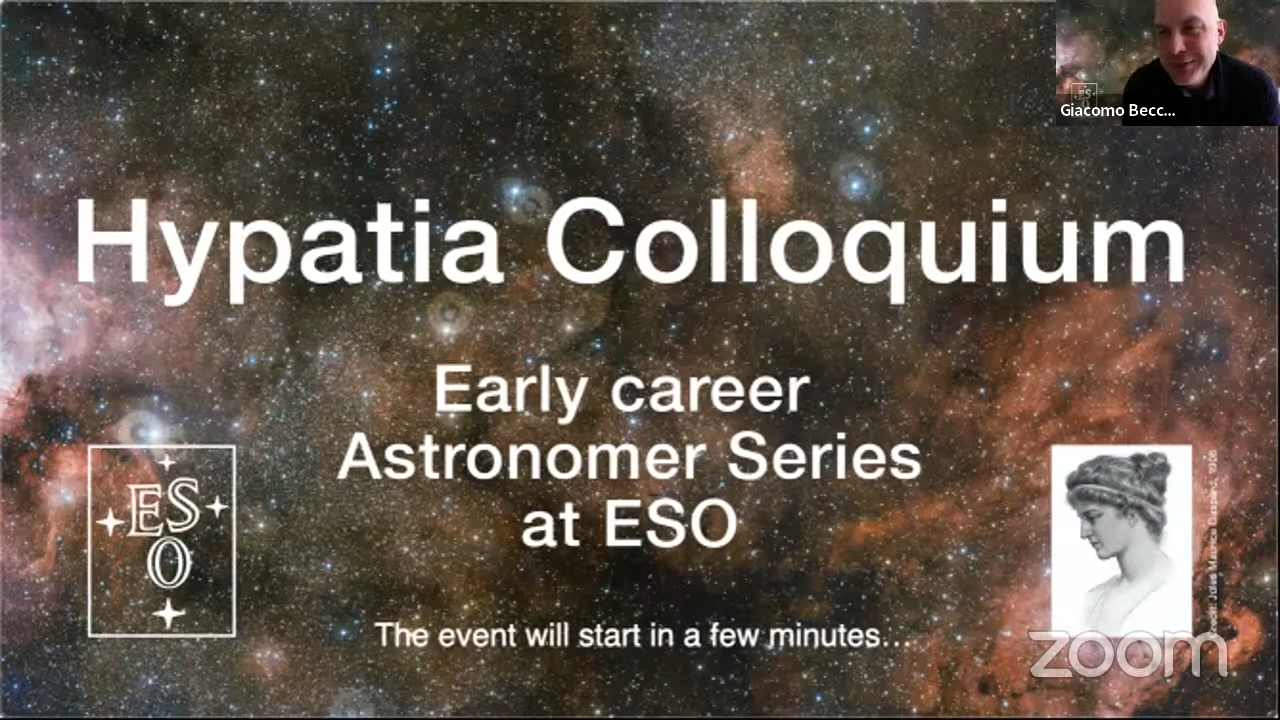 Giacomo Becc...
Hypatia Colloquium
Early career
Astronomer Series
at ESO
ES
O
The event will start in a few minutes...
zoom